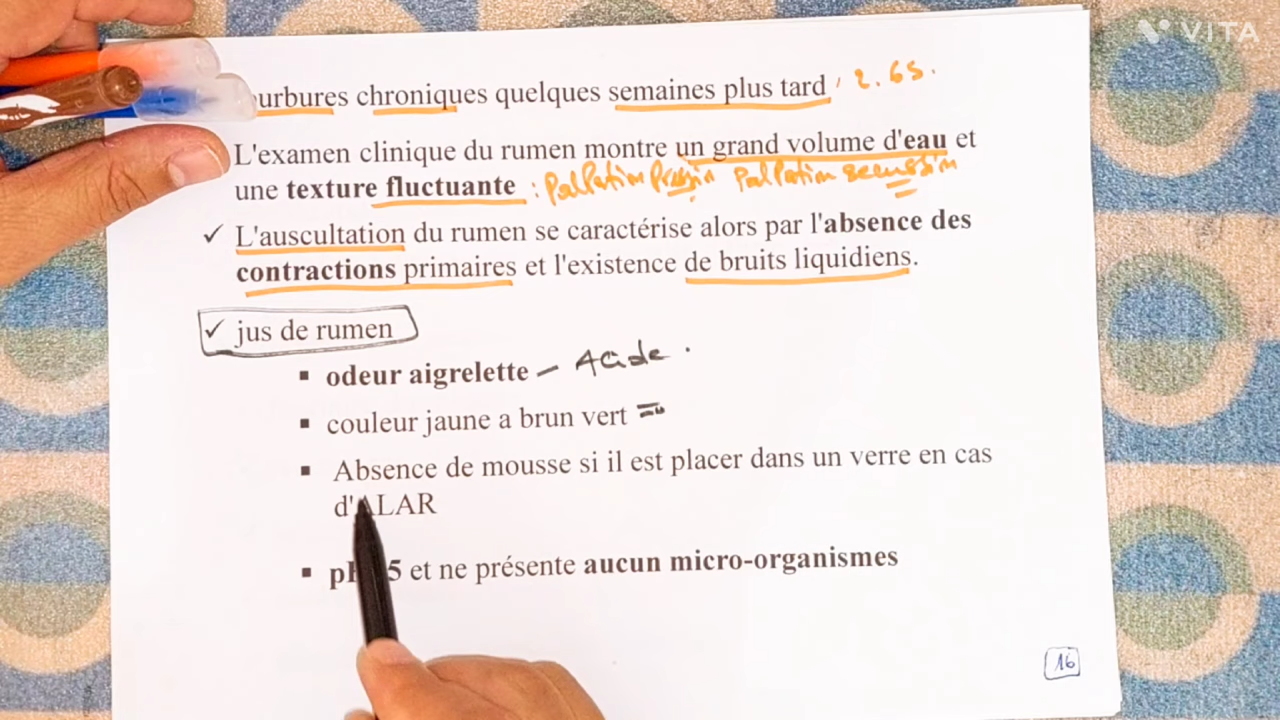 VITA
urbures chroniques quelques semaines plus tard, 2.6S.
L'examen clinique du rumen montre un grand volume d'eau et
une texture fluctuante : Palpation Palpation succussion
✓ L'auscultation du rumen se caractérise alors par l'absence des
contractions primaires et l'existence de bruits liquidiens.
✓ jus de rumen
▪ odeur aigrelette – Acide.
▪ couleur jaune a brun vert
▪ Absence de mousse si il est placer dans un verre en cas
d'ALAR
▪ 5 et ne présente aucun micro-organismes
16